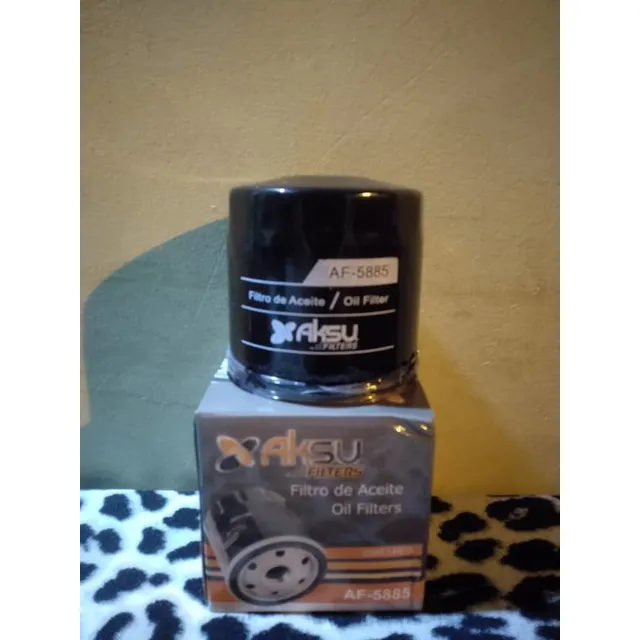 AF-5885
Filtro de Aceite / Oil Filter
Aksu
FILTERS
Aksu
FILTERS
Filtro de Aceite
Oil Filters
AF-5885